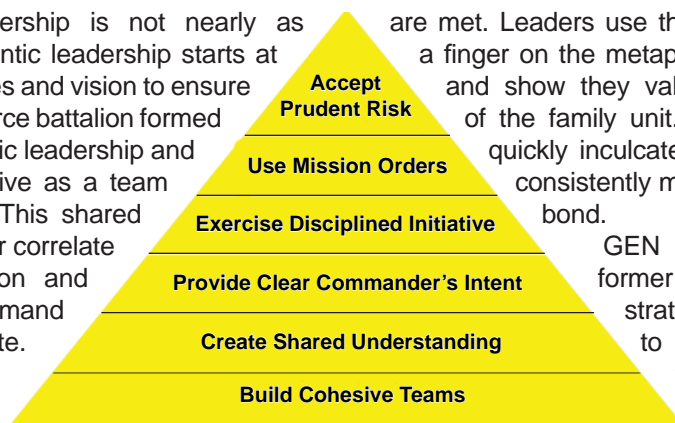 ership is not nearly as
ntic leadership starts at
es and vision to ensure
rce battalion formed
ic leadership and
ive as a team
This shared
r correlate
on and
mand
te.
Accept
Prudent Risk
Use Mission Orders
Exercise Disciplined Initiative
Provide Clear Commander's Intent
Create Shared Understanding
Build Cohesive Teams
are met. Leaders use th
a finger on the metap
and show they val
of the family unit.
quickly inculcate
consistently m
bond.
GEN
former
strat
to